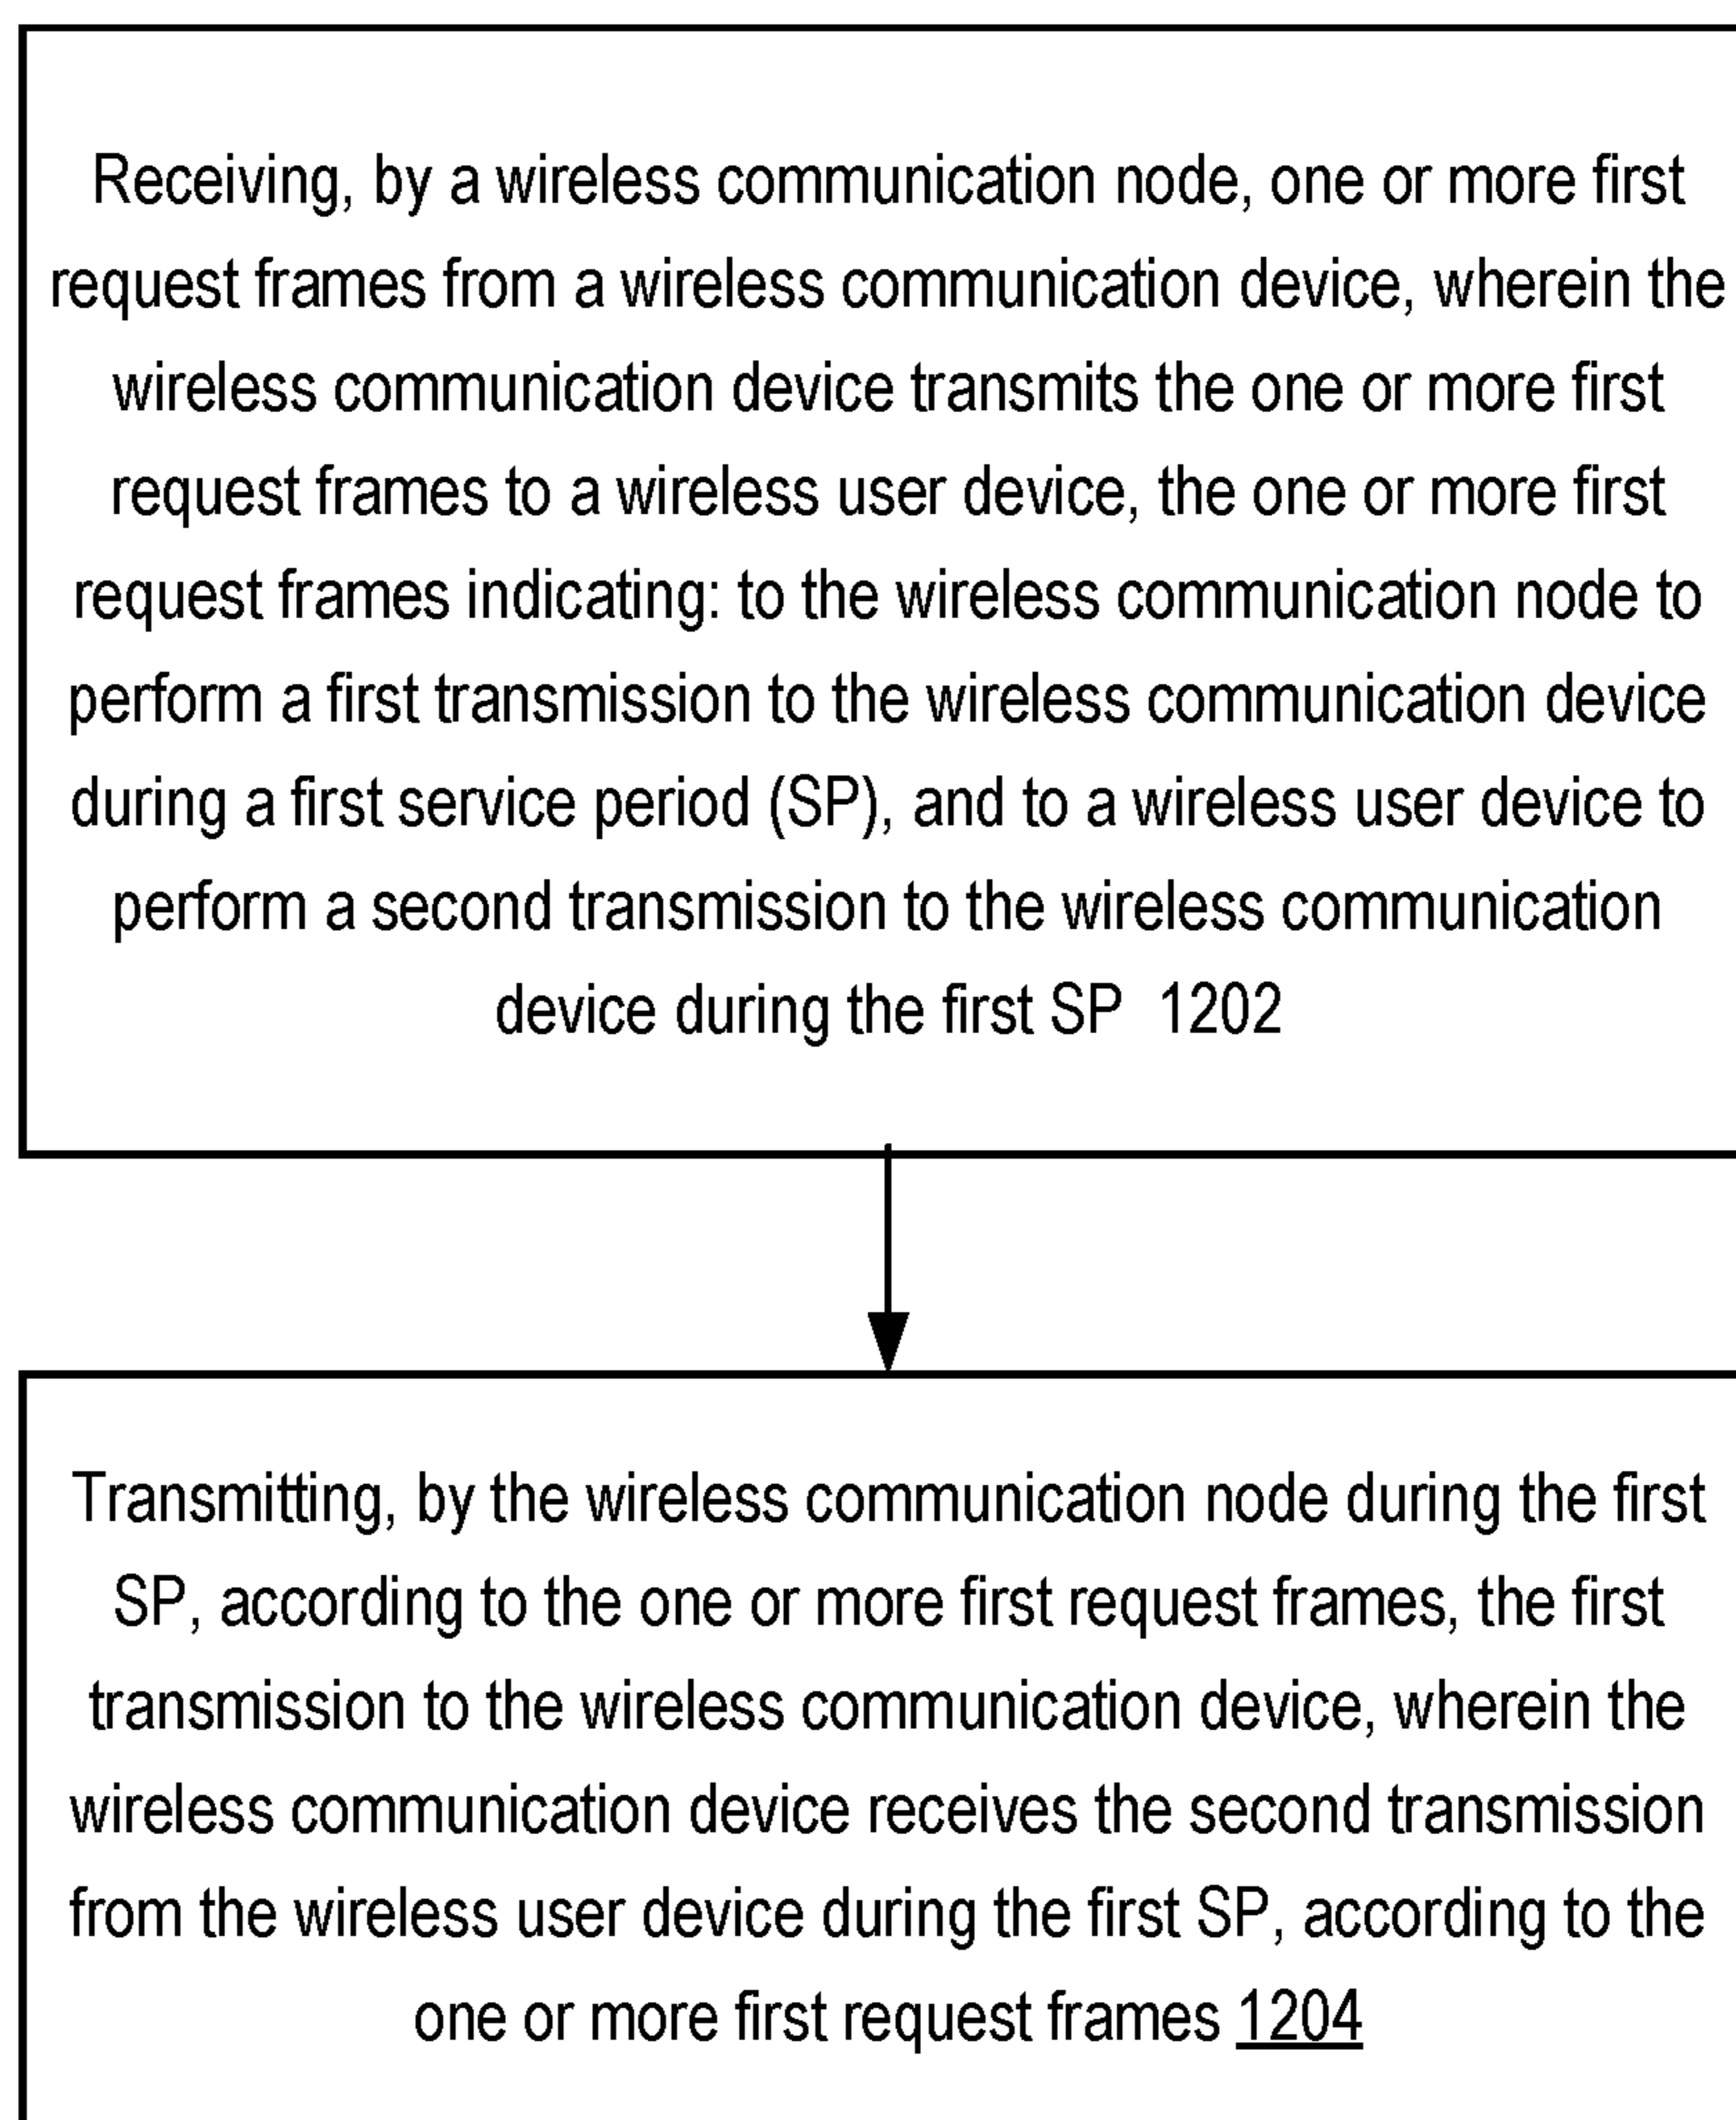 Receiving, by a wireless communication node, one or more first
request frames from a wireless communication device, wherein the
wireless communication device transmits the one or more first
request frames to a wireless user device, the one or more first
request frames indicating: to the wireless communication node to
perform a first transmission to the wireless communication device
during a first service period (SP), and to a wireless user device to
perform a second transmission to the wireless communication
device during the first SP 1202
Transmitting, by the wireless communication node during the first
SP, according to the one or more first request frames, the first
transmission to the wireless communication device, wherein the
wireless communication device receives the second transmission
from the wireless user device during the first SP, according to the
one or more first request frames 1204